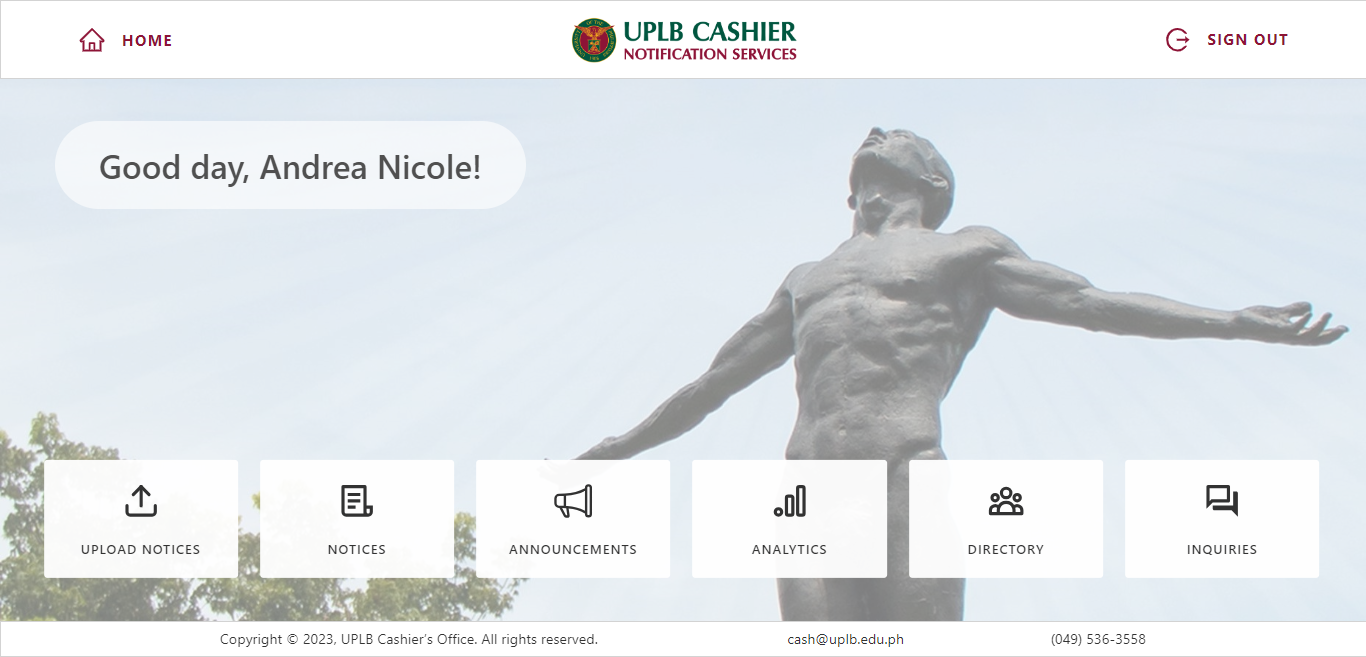 HOME
UPLB CASHIER
NOTIFICATION SERVICES
SIGN OUT
Good day, Andrea Nicole!
UPLOAD NOTICES
NOTICES
ANNOUNCEMENTS
ANALYTICS
DIRECTORY
INQUIRIES
Copyright © 2023, UPLB Cashier’s Office. All rights reserved.
cash@uplb.edu.ph
(049) 536-3558